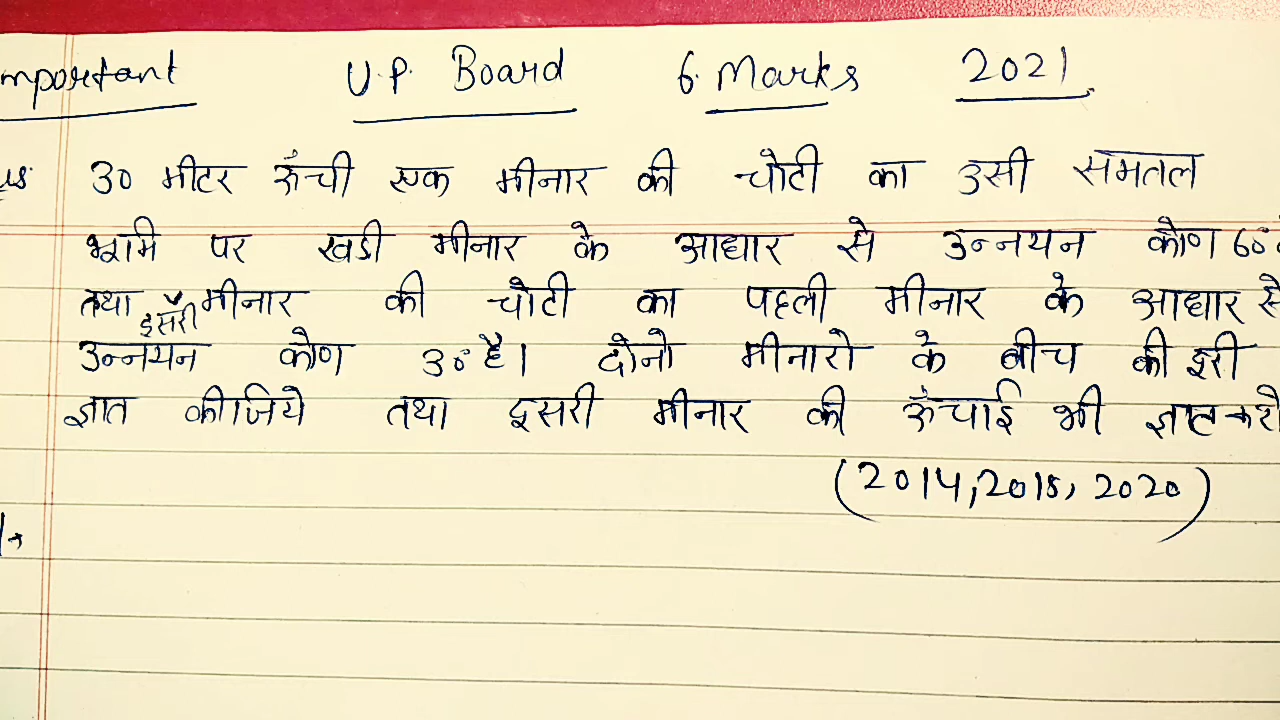 mportant U.P. Board 6. Marks 2021
us 30 मीटर ऊँची एक मीनार की चोटी का उसी समतल
भूमि पर खडी मीनार के आधार से उन्नयन कोण 60°
तथा दूसरी मीनार की चोटी का पहली मीनार के आधार से
उन्नयन कोण 30° है। दोनो मीनारो के बीच की दूरी
ज्ञात कीजिये तथा दूसरी मीनार की ऊँचाई भी ज्ञात करो
(2014, 2018, 2020)